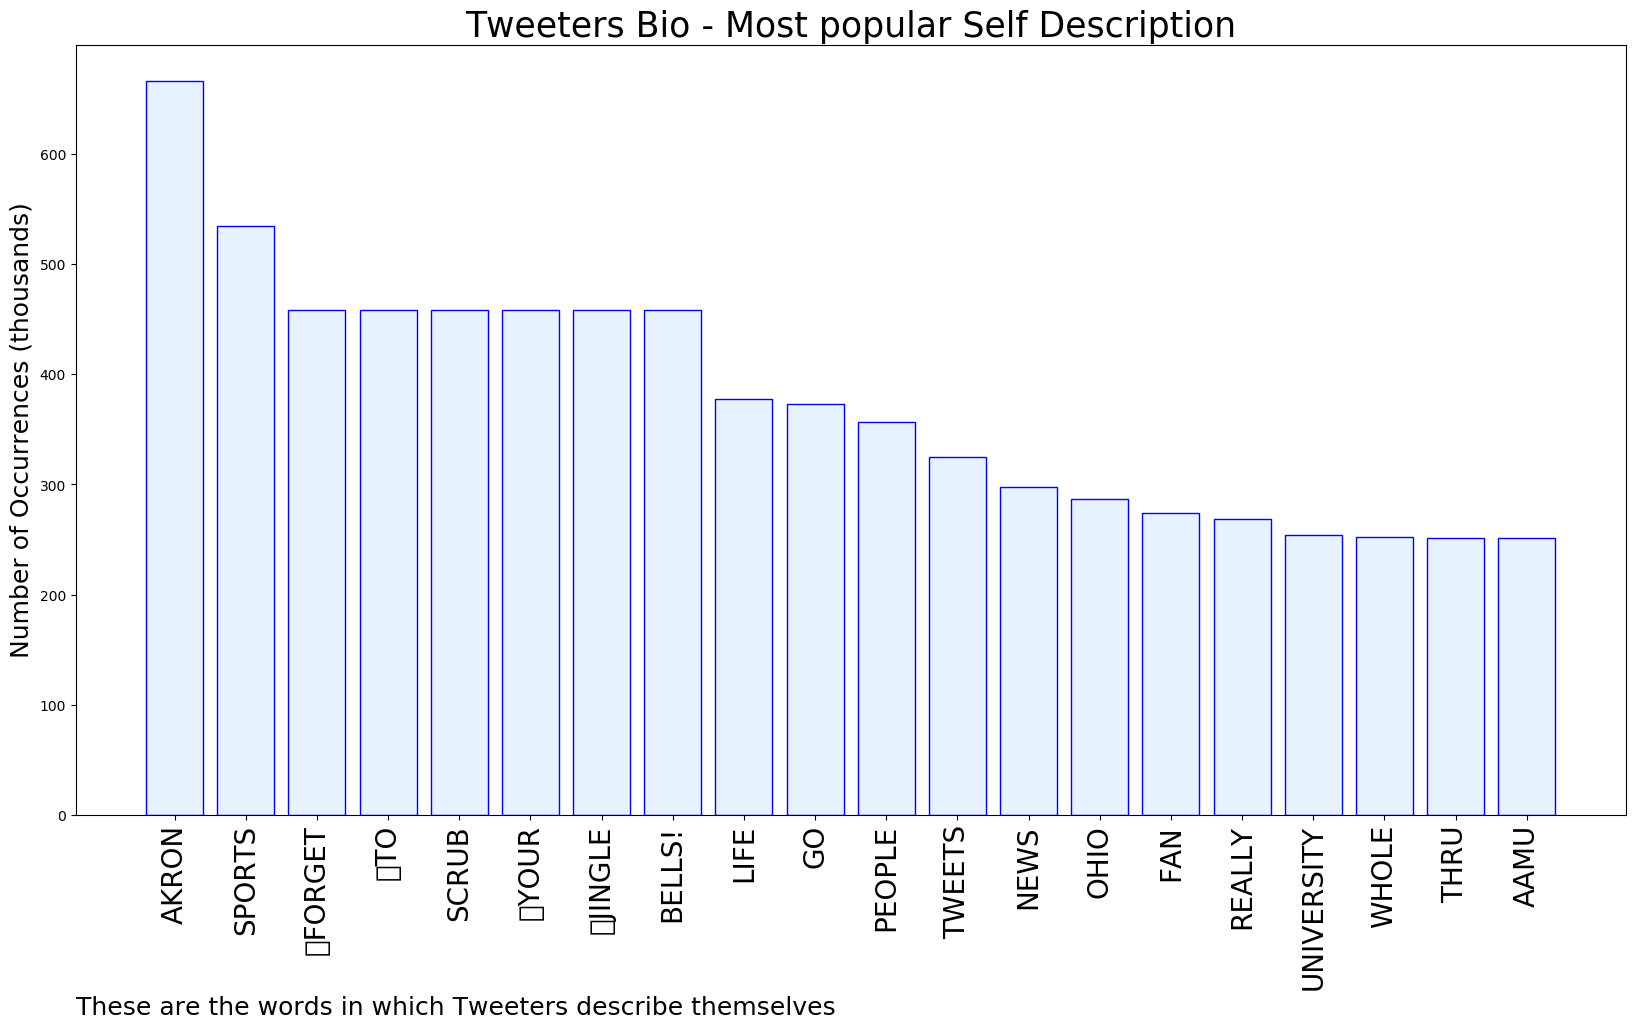 Tweeters Bio - Most popular Self Description
Number of Occurrences (thousands)
600
500
400
300
200
100
0
AKRON
SPORTS
▯FORGET
▯TO
SCRUB
▯YOUR
▯JINGLE
BELLS!
LIFE
GO
PEOPLE
TWEETS
NEWS
OHIO
FAN
REALLY
UNIVERSITY
WHOLE
THRU
AAMU
These are the words in which Tweeters describe themselves